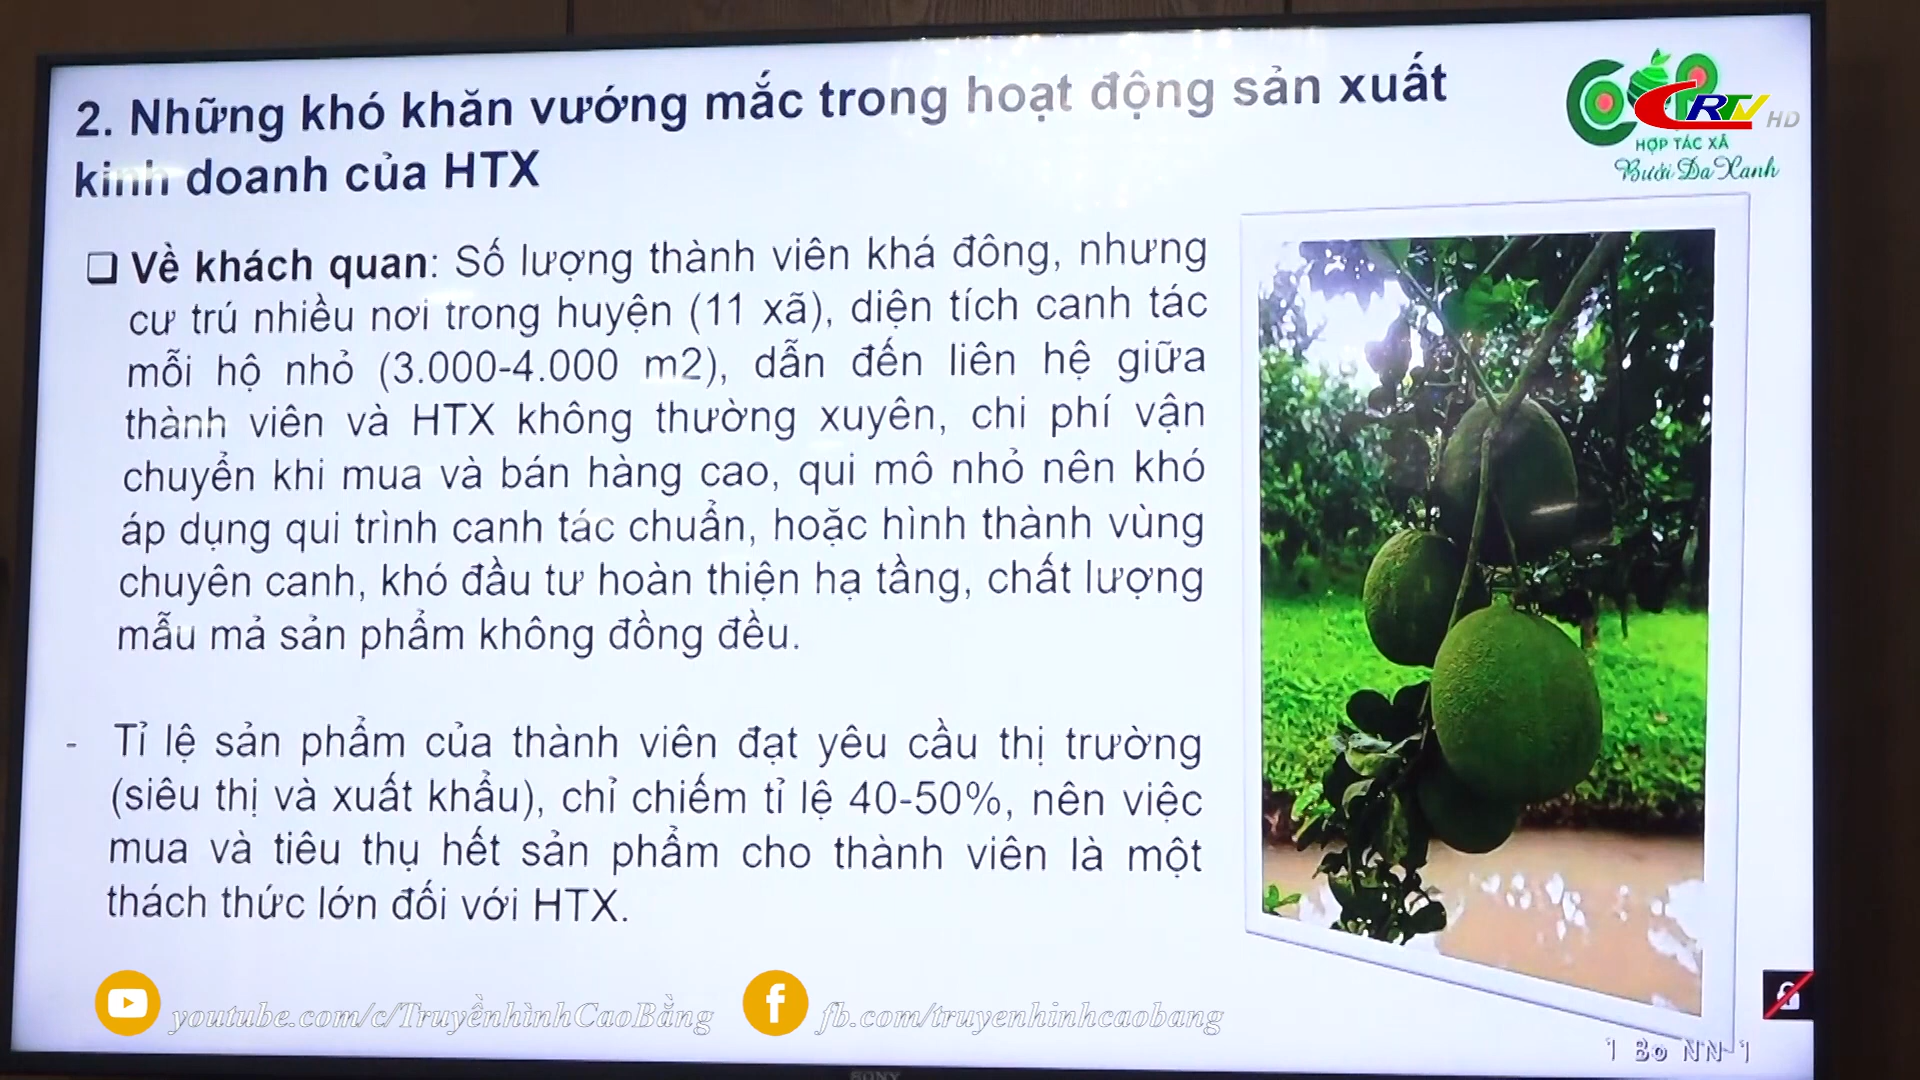 2. Những khó khăn vướng mắc trong hoạt động sản xuất
kinh doanh của HTX
CRTV HD
HỢP TÁC XÃ
Bưởi Da Xanh
❑ Về khách quan: Số lượng thành viên khá đông, nhưng
cư trú nhiều nơi trong huyện (11 xã), diện tích canh tác
mỗi hộ nhỏ (3.000-4.000 m2), dẫn đến liên hệ giữa
thành viên và HTX không thường xuyên, chi phí vận
chuyển khi mua và bán hàng cao, qui mô nhỏ nên khó
áp dụng qui trình canh tác chuẩn, hoặc hình thành vùng
chuyên canh, khó đầu tư hoàn thiện hạ tầng, chất lượng
mẫu mả sản phẩm không đồng đều.
- Tỉ lệ sản phẩm của thành viên đạt yêu cầu thị trường
(siêu thị và xuất khẩu), chỉ chiếm tỉ lệ 40-50%, nên việc
mua và tiêu thụ hết sản phẩm cho thành viên là một
thách thức lớn đối với HTX.
youtube.com/c/TruyềnhìnhCaoBằng
fb.com/truyenhinhcaobang
1 Bo NN 1
SONY